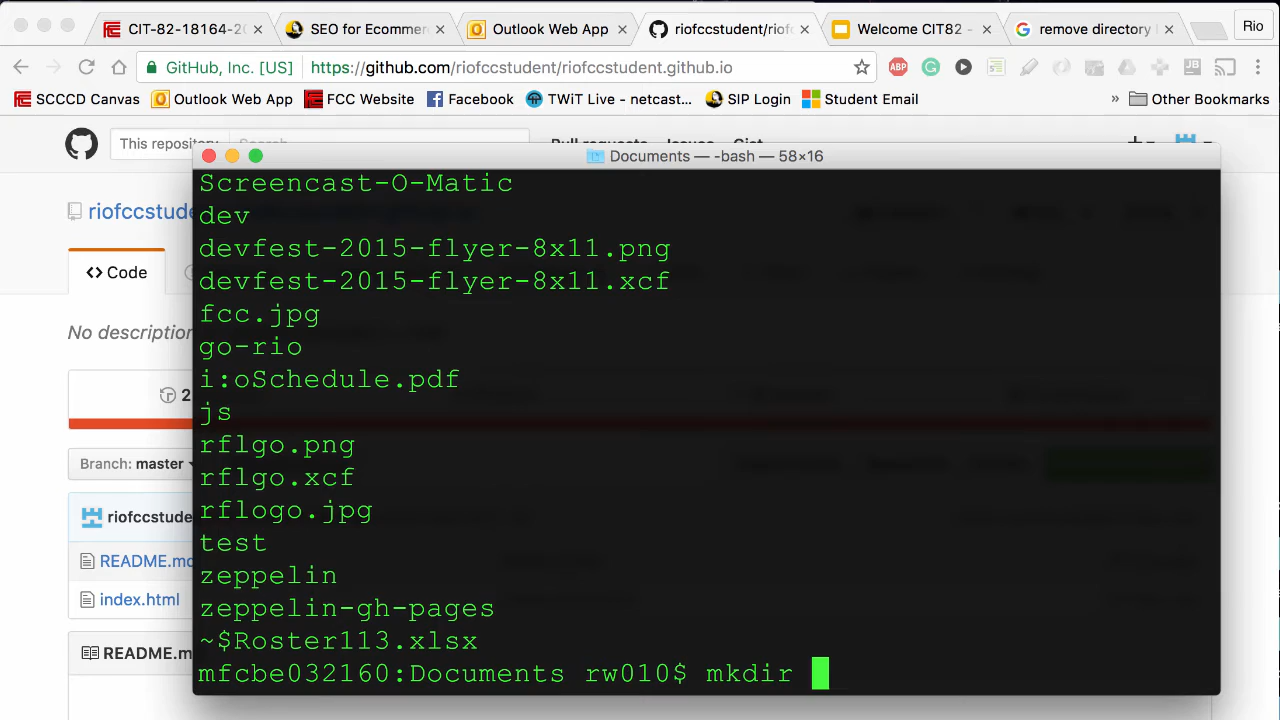 CIT-82-18164-20
SEO for Ecommer
Outlook Web App
riofccstudent/riofc
Welcome CIT82 -
remove directory l
Rio
GitHub, Inc. [US]
https://github.com/riofccstudent/riofccstudent.github.io
ABP
JB
SCCCD Canvas
Outlook Web App
FCC Website
Facebook
TWiT Live - netcast...
SIP Login
Student Email
» Other Bookmarks
This repository
Search
Pull requests Issues Gist
Documents — -bash — 58×16
riofccstude
Code
No description
2
Branch: master
riofccstude
README.md
index.html
README.m
Screencast-O-Matic
dev
devfest-2015-flyer-8x11.png
devfest-2015-flyer-8x11.xcf
fcc.jpg
go-rio
i:oSchedule.pdf
js
rflgo.png
rflgo.xcf
rflogo.jpg
test
zeppelin
zeppelin-gh-pages
~$Roster113.xlsx
mfcbe032160:Documents rw010$ mkdir